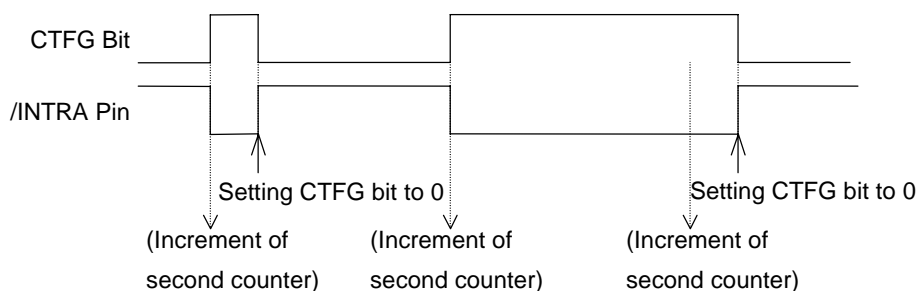 CTFG Bit
/INTRA Pin
Setting CTFG bit to 0
Setting CTFG bit to 0
(Increment of
second counter)
(Increment of
second counter)
(Increment of
second counter)